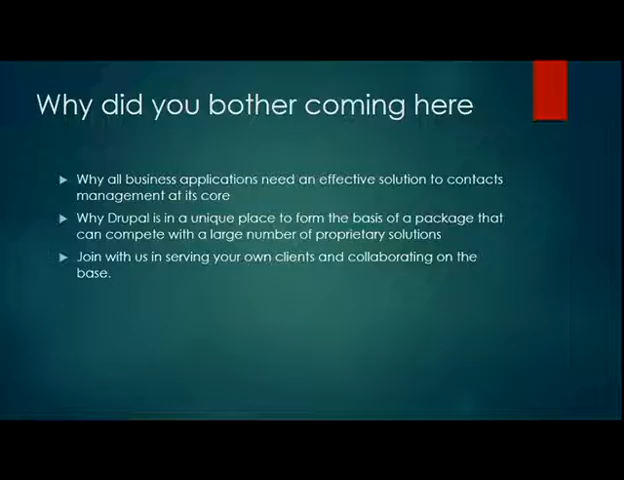 Why did you bother coming here
Why all business applications need an effective solution to contacts
management at its core
Why Drupal is in a unique place to form the basis of a package that
can compete with a large number of proprietary solutions
Join with us in serving your own clients and collaborating on the
base.